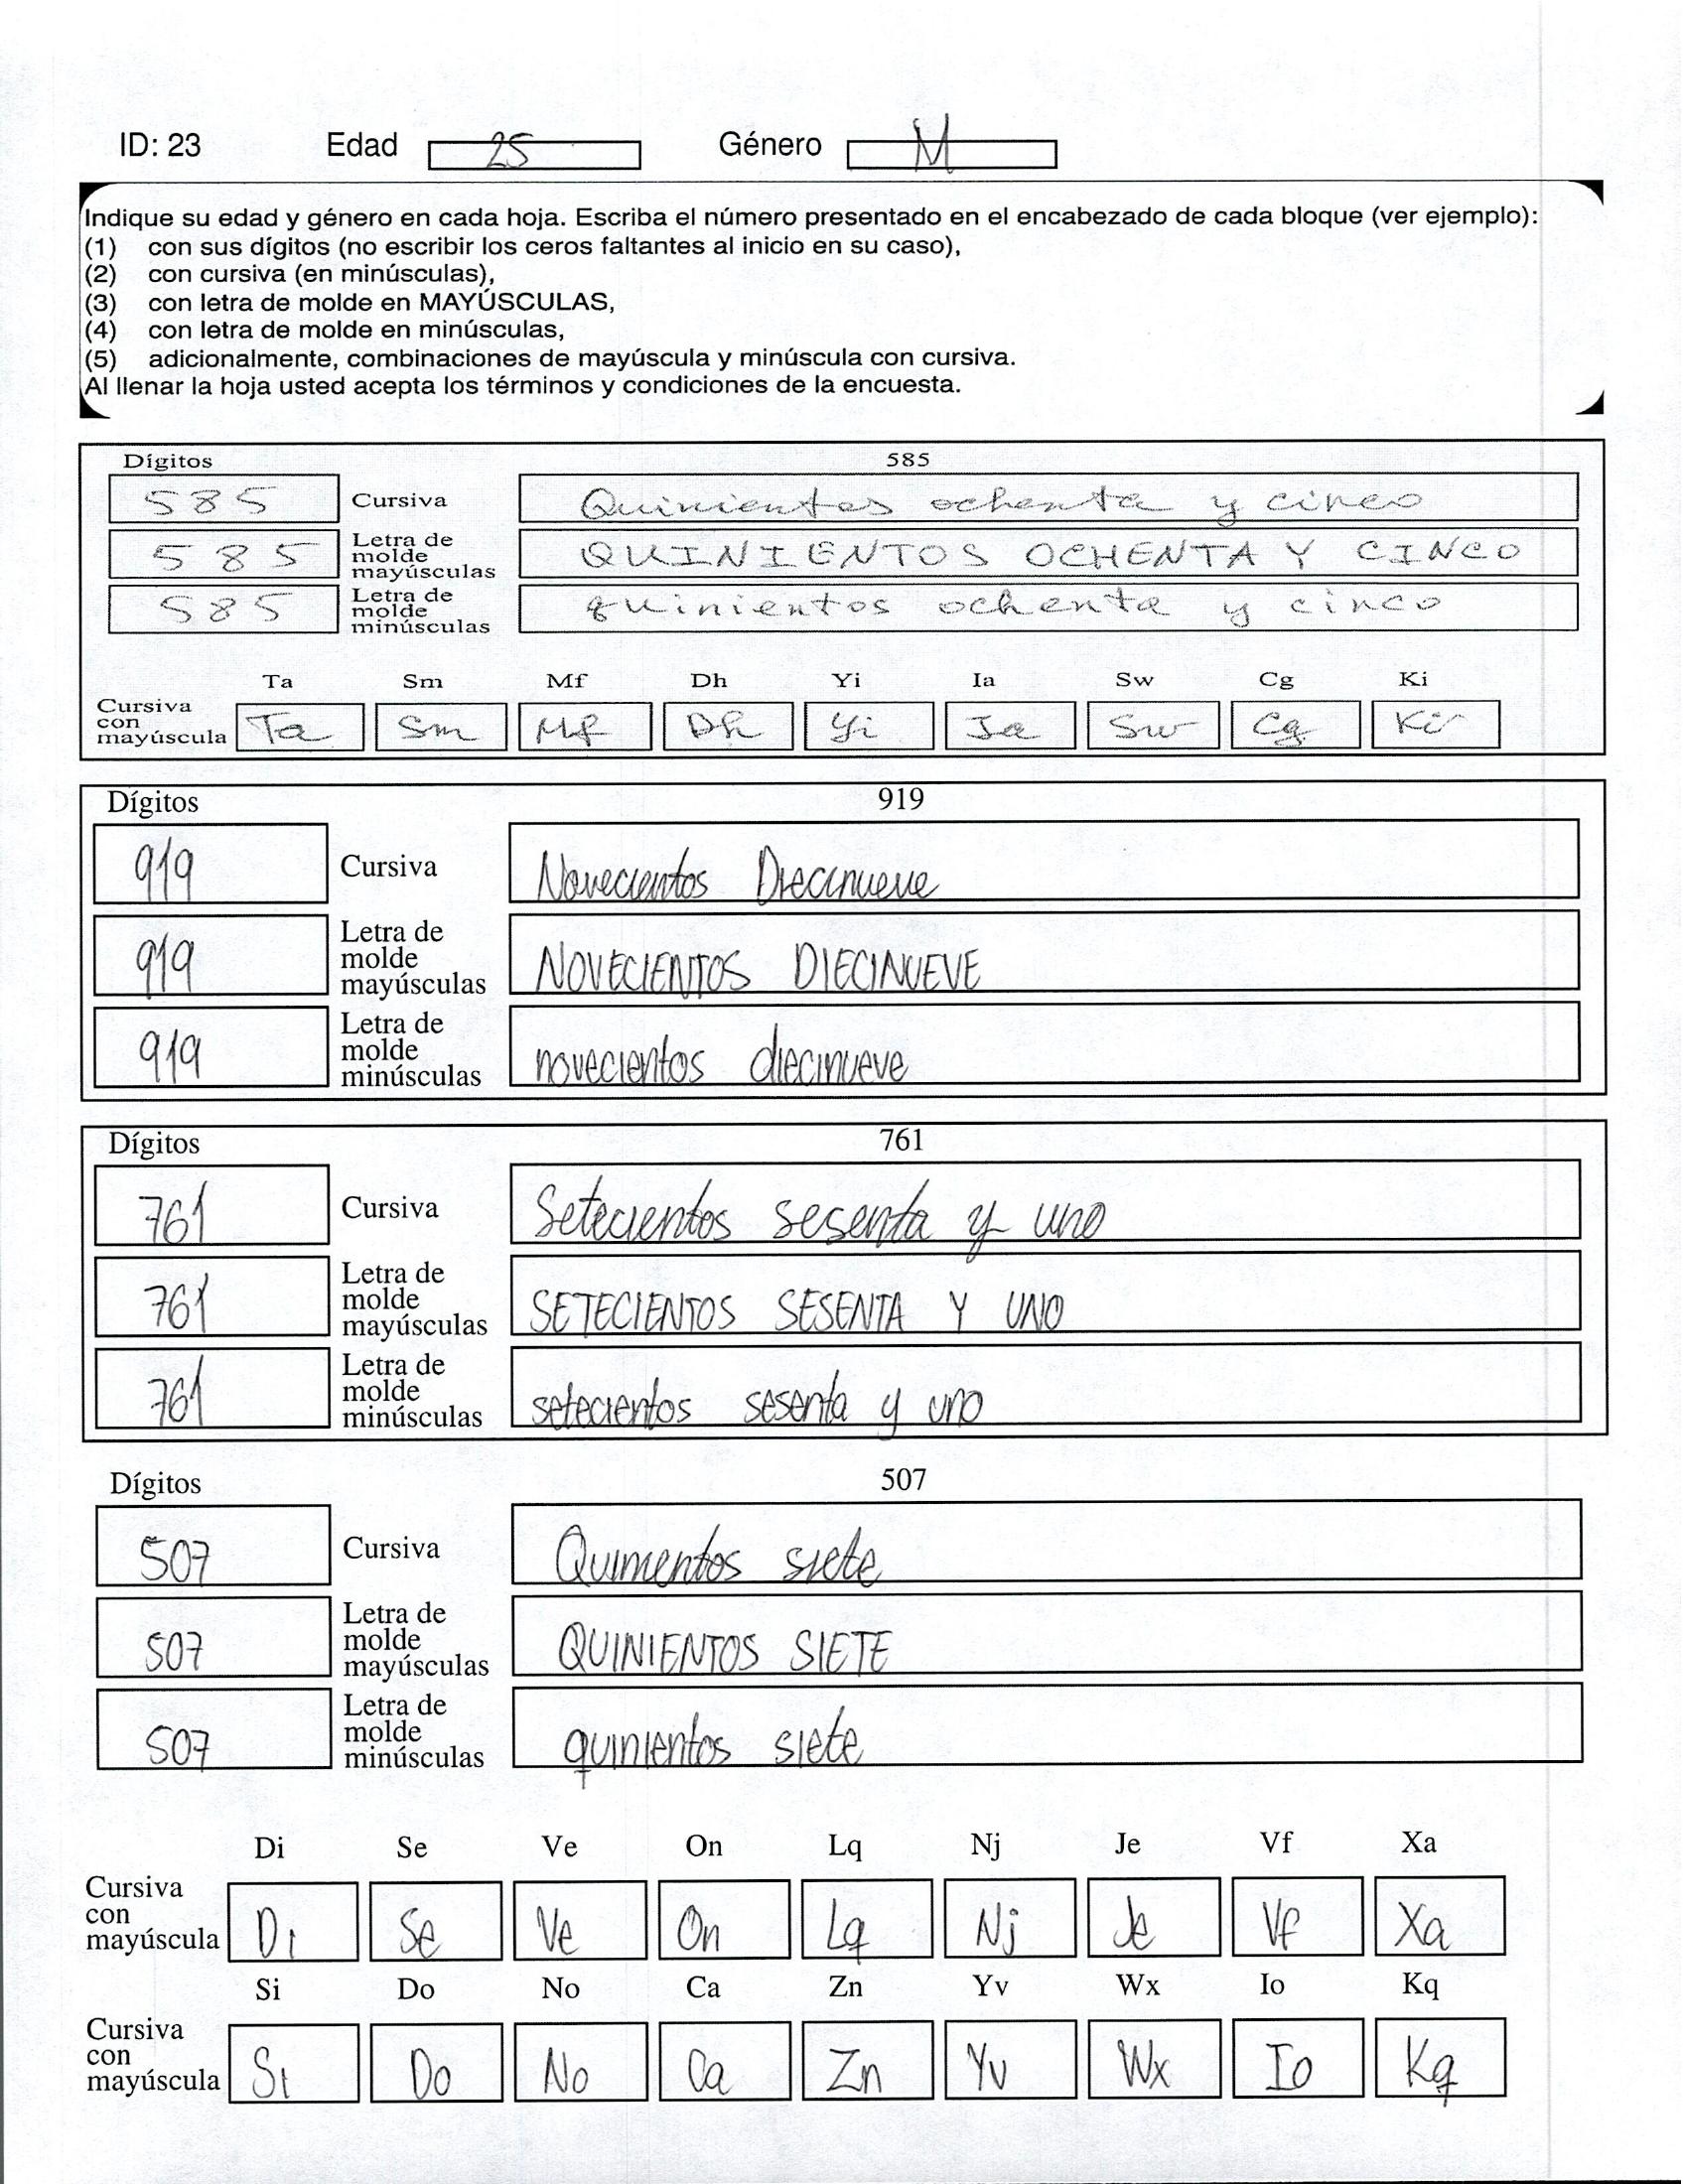 ID: 23 Edad 25 Género M
Indique su edad y género en cada hoja. Escriba el número presentado en el encabezado de cada bloque (ver ejemplo):
(1) con sus dígitos (no escribir los ceros faltantes al inicio en su caso),
(2) con cursiva (en minúsculas),
(3) con letra de molde en MAYÚSCULAS,
(4) con letra de molde en minúsculas,
(5) adicionalmente, combinaciones de mayúscula y minúscula con cursiva.
Al llenar la hoja usted acepta los términos y condiciones de la encuesta.
Dígitos 585
585 Cursiva Quinientos ochenta y cinco
585 Letra de molde mayúsculas QUINIENTOS OCHENTA Y CINCO
585 Letra de molde minúsculas quinientos ochenta y cinco
Ta Sm Mf Dh Yi Ia Sw Cg Ki
Cursiva con mayúscula Ta Sm Mf Dh Yi Ia Sw Cg Ki
Dígitos 919
919 Cursiva Novecientos Diecinueve
919 Letra de molde mayúsculas NOVECIENTOS DIECINUEVE
919 Letra de molde minúsculas novecientos diecinueve
Dígitos 761
761 Cursiva Setecientos sesenta y uno
761 Letra de molde mayúsculas SETECIENTOS SESENTA Y UNO
761 Letra de molde minúsculas setecientos sesenta y uno
Dígitos 507
507 Cursiva Quinientos siete
507 Letra de molde mayúsculas QUINIENTOS SIETE
507 Letra de molde minúsculas quinientos siete
Di Se Ve On Lq Nj Je Vf Xa
Cursiva con mayúscula Di Se Ve On Lq Nj Je Vf Xa
Si Do No Ca Zn Yv Wx Io Kq
Cursiva con mayúscula Si Do No Ca Zn Yv Wx Io Kq